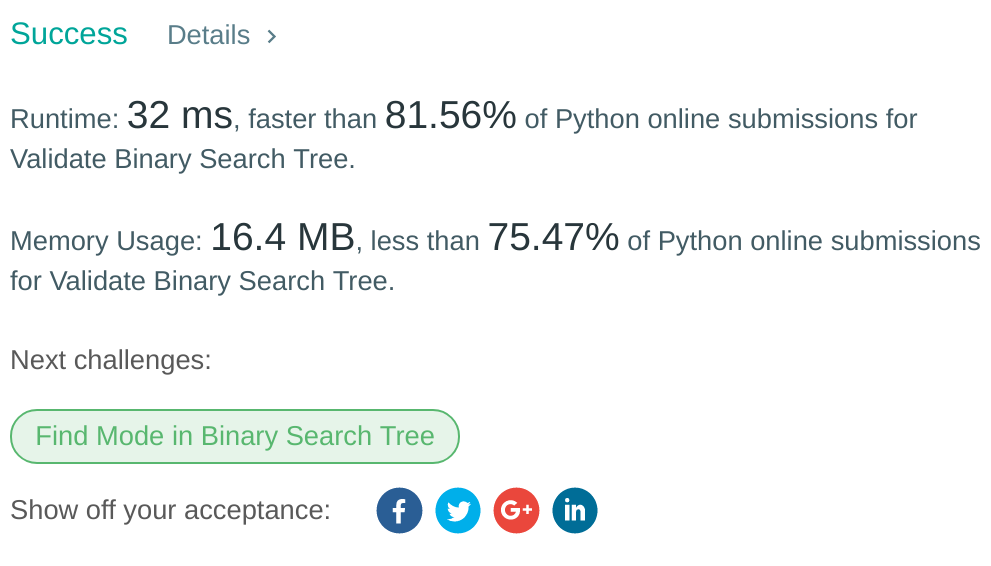 Success Details >
Runtime: 32 ms, faster than 81.56% of Python online submissions for
Validate Binary Search Tree.
Memory Usage: 16.4 MB, less than 75.47% of Python online submissions
for Validate Binary Search Tree.
Next challenges:
Find Mode in Binary Search Tree
Show off your acceptance: f G+ in